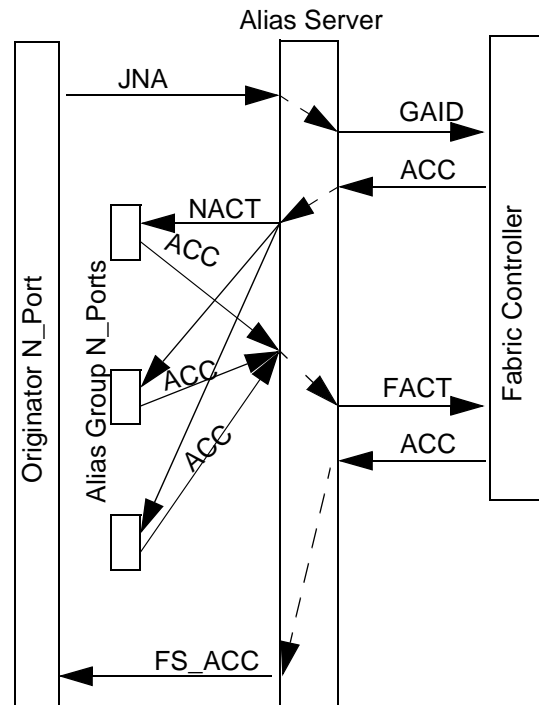 Alias Server
JNA
GAID
ACC
NACT
ACC
ACC
ACC
FACT
ACC
FS_ACC
Originator N_Port
Alias Group N_Ports
Fabric Controller